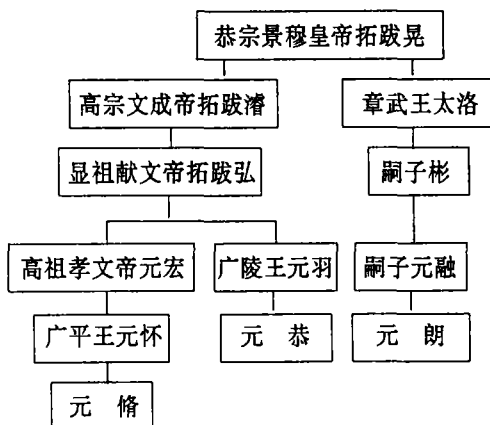 恭宗景穆皇帝拓跋晃
高宗文成帝拓跋濬
章武王太洛
显祖献文帝拓跋弘
嗣子彬
高祖孝文帝元宏
广陵王元羽
嗣子元融
广平王元怀
元 恭
元 朗
元 脩